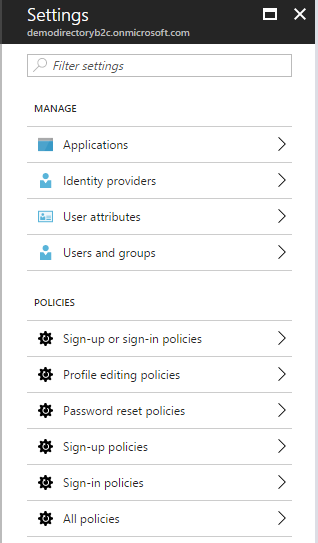 Settings
demodirectoryb2c.onmicrosoft.com
Filter settings
MANAGE
Applications
Identity providers
User attributes
Users and groups
POLICIES
Sign-up or sign-in policies
Profile editing policies
Password reset policies
Sign-up policies
Sign-in policies
All policies